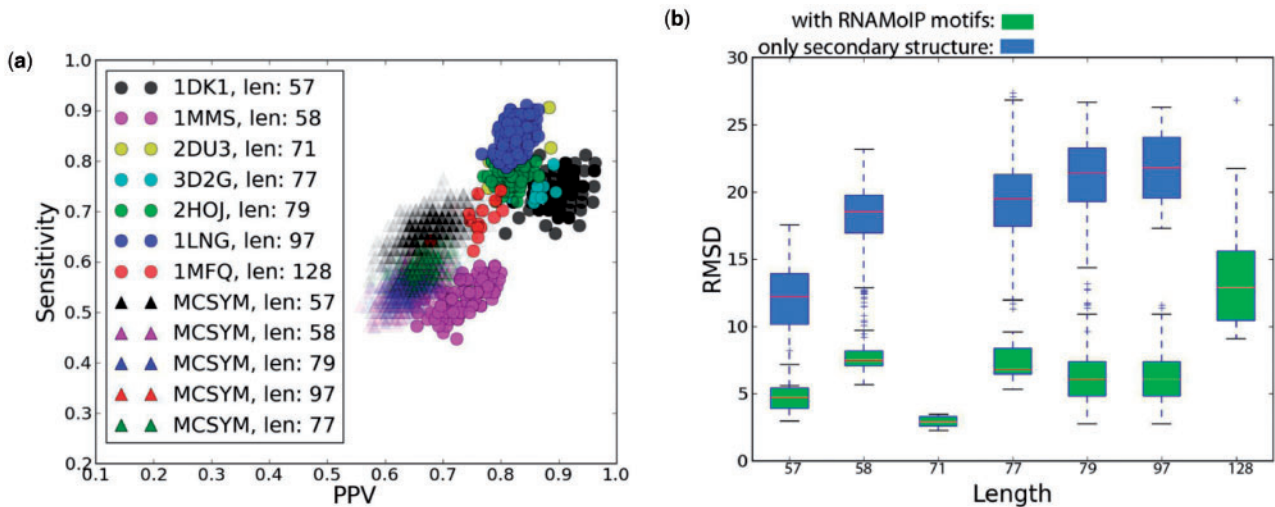 (a)
1.0
0.9
0.8
0.7
0.6
0.5
0.4
0.3
0.2
Sensitivity
1DK1, len: 57
1MMS, len: 58
2DU3, len: 71
3D2G, len: 77
2HOJ, len: 79
1LNG, len: 97
1MFQ, len: 128
MCSYM, len: 57
MCSYM, len: 58
MCSYM, len: 79
MCSYM, len: 97
MCSYM, len: 77
0.1 0.2 0.3 0.4 0.5 0.6 0.7 0.8 0.9 1.0
PPV
(b)
with RNAMoIP motifs:
only secondary structure:
30
25
20
15
10
5
0
RMSD
57 58 71 77 79 97 128
Length